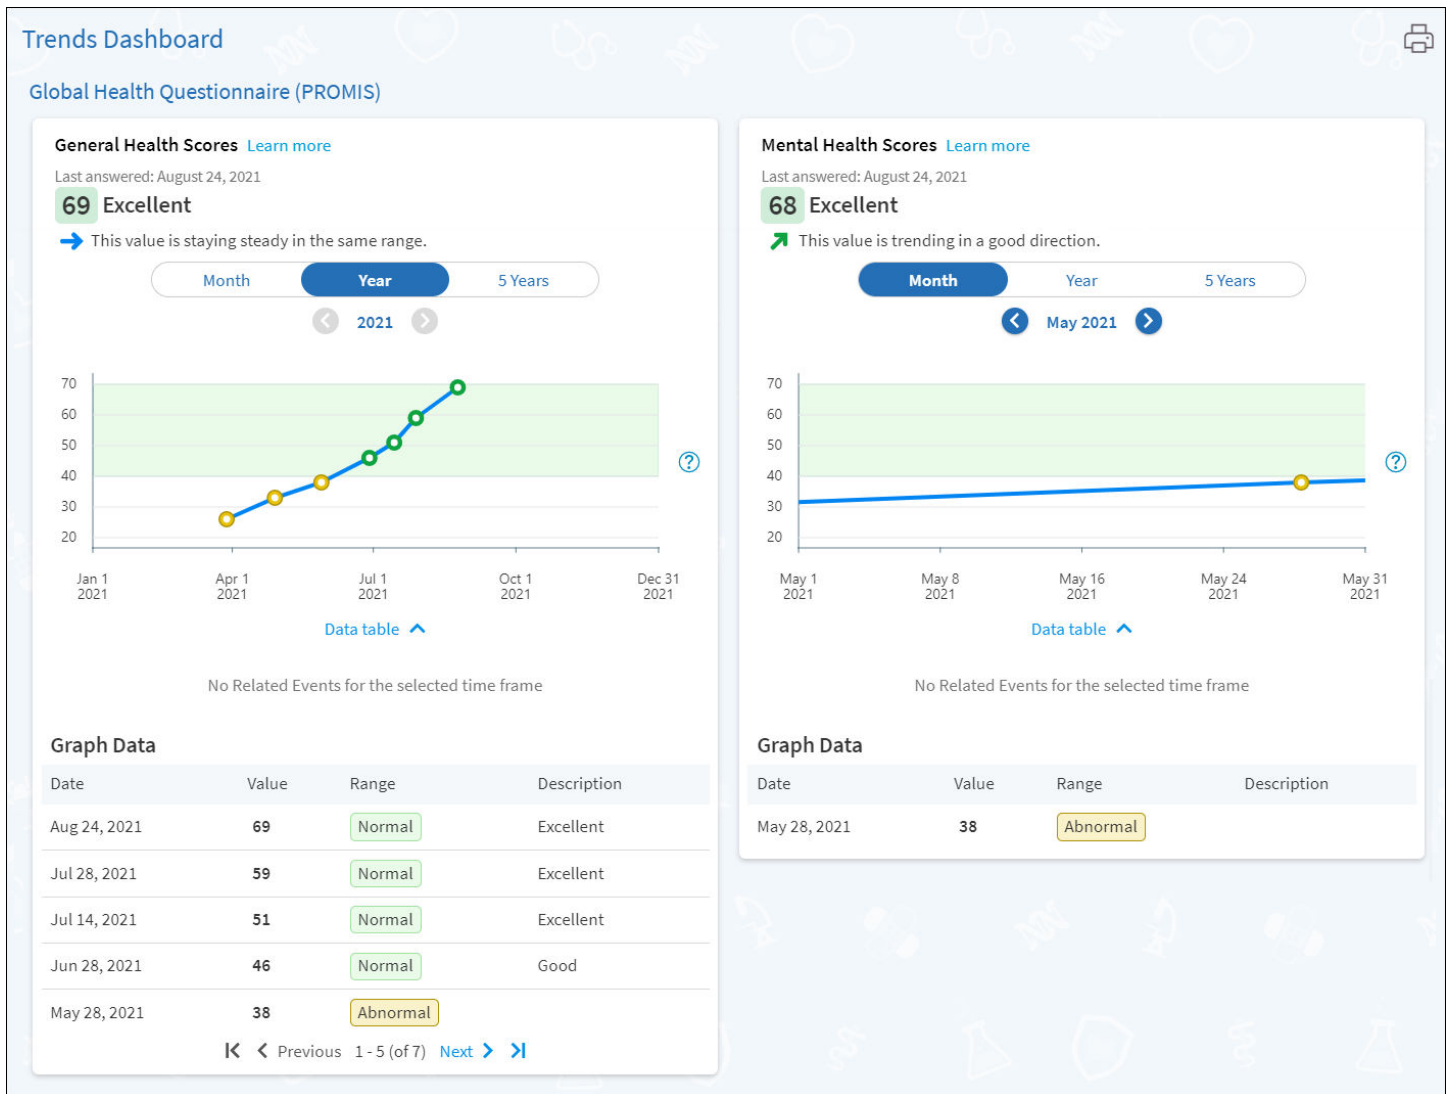 Trends Dashboard
Global Health Questionnaire (PROMIS)
General Health Scores Learn more
Last answered: August 24, 2021
69 Excellent
This value is staying steady in the same range.
Month Year 5 Years
2021
70
60
50
40
30
20
Jan 1 Apr 1 Jul 1 Oct 1 Dec 31
2021 2021 2021 2021 2021
Data table
No Related Events for the selected time frame
Graph Data
Date Value Range Description
Aug 24, 2021 69 Normal Excellent
Jul 28, 2021 59 Normal Excellent
Jul 14, 2021 51 Normal Excellent
Jun 28, 2021 46 Normal Good
May 28, 2021 38 Abnormal
Previous 1 - 5 (of 7) Next
Mental Health Scores Learn more
Last answered: August 24, 2021
68 Excellent
This value is trending in a good direction.
Month Year 5 Years
May 2021
70
60
50
40
30
20
?
May 1 May 8 May 16 May 24 May 31
2021 2021 2021 2021 2021
Data table
No Related Events for the selected time frame
Graph Data
Date Value Range Description
May 28, 2021 38 Abnormal